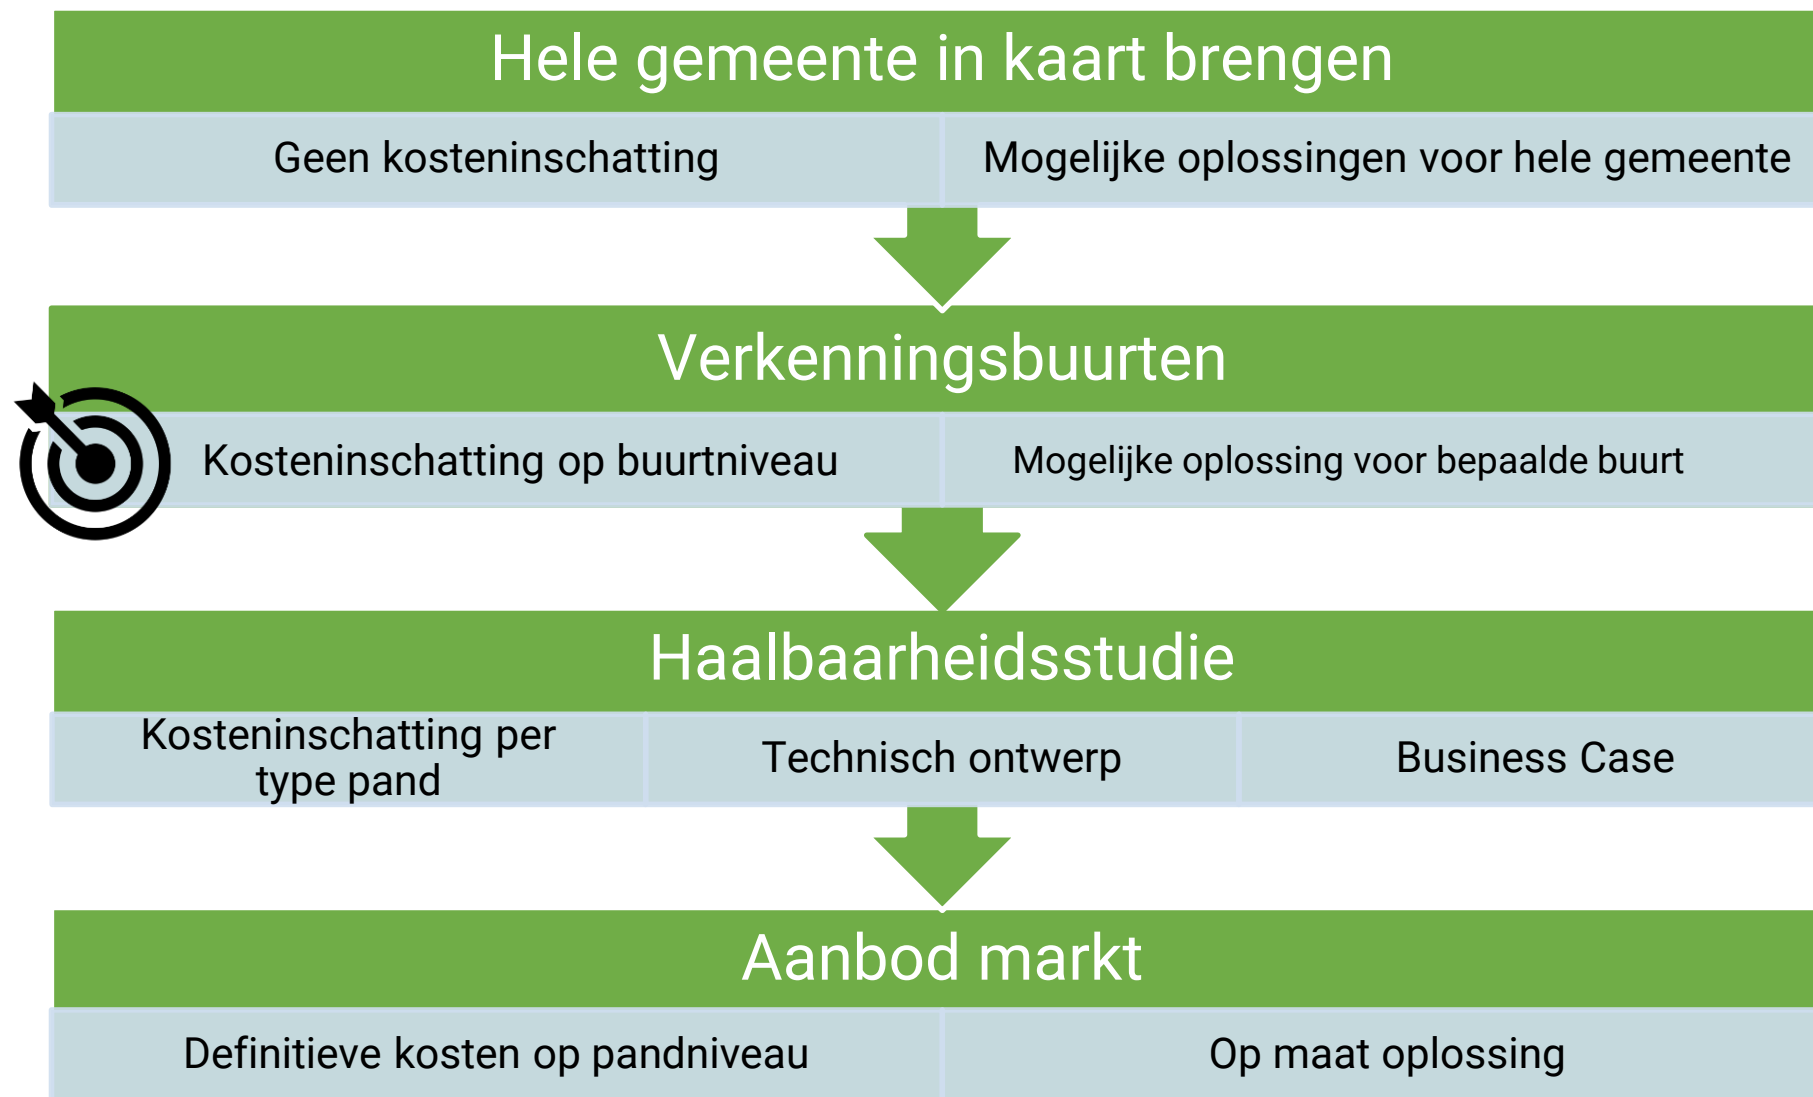 Hele gemeente in kaart brengen
Geen kosteninschatting
Mogelijke oplossingen voor hele gemeente
Verkenningsbuurten
Kosteninschatting op buurtniveau
Mogelijke oplossing voor bepaalde buurt
Haalbaarheidsstudie
Kosteninschatting per
type pand
Technisch ontwerp
Business Case
Aanbod markt
Definitieve kosten op pandniveau
Op maat oplossing